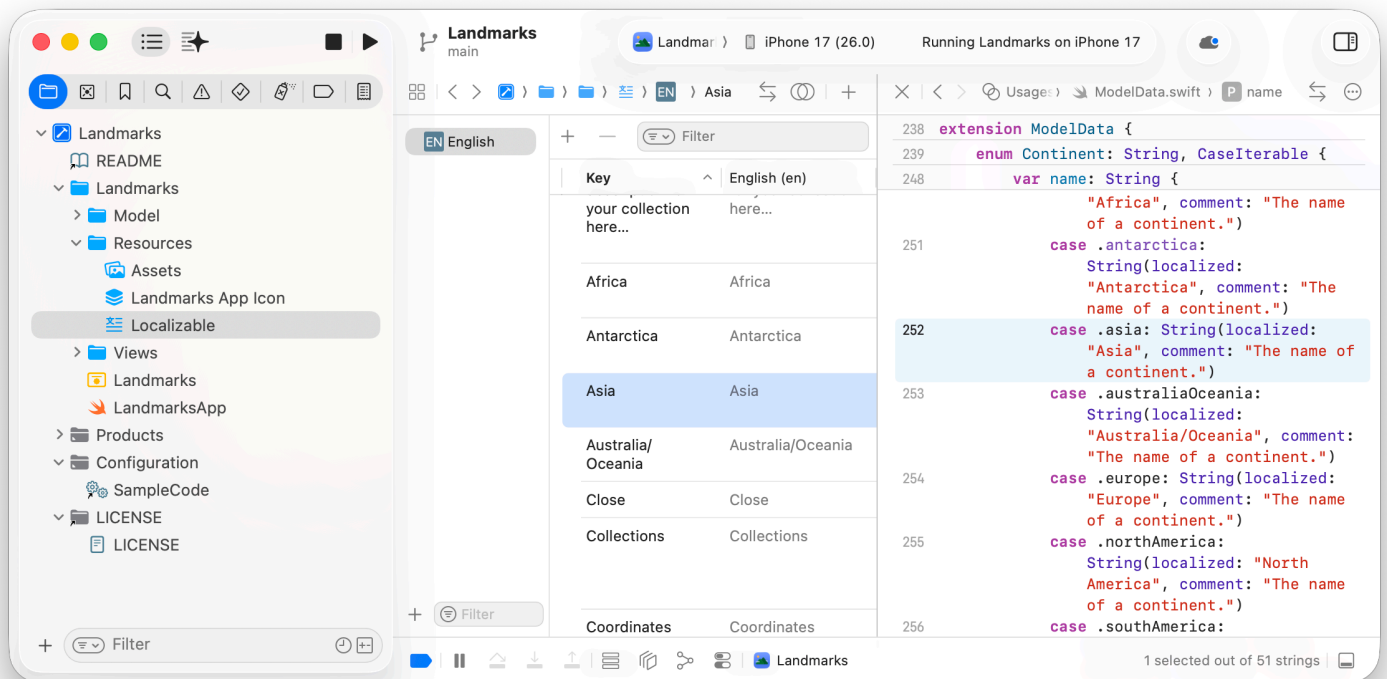 Landmarks
main
Landmar
iPhone 17 (26.0)
Running Landmarks on iPhone 17
EN
Asia
Usages
ModelData.swift
P name
Landmarks
README
Landmarks
Model
Resources
Assets
Landmarks App Icon
Localizable
Views
Landmarks
LandmarksApp
Products
Configuration
SampleCode
LICENSE
LICENSE
Filter
EN English
Filter
Filter
Key English (en)
your collection
here...
here...
Africa Africa
Antarctica Antarctica
Asia Asia
Australia/
Oceania
Australia/Oceania
Close Close
Collections Collections
Coordinates Coordinates
238 extension ModelData {
239 enum Continent: String, CaseIterable {
248 var name: String {
"Africa", comment: "The name
of a continent.")
251 case .antarctica:
String(localized:
"Antarctica", comment: "The
name of a continent.")
252 case .asia: String(localized:
"Asia", comment: "The name of
a continent.")
253 case .australiaOceania:
String(localized:
"Australia/Oceania", comment:
"The name of a continent.")
254 case .europe: String(localized:
"Europe", comment: "The name
of a continent.")
255 case .northAmerica:
String(localized: "North
America", comment: "The name
of a continent.")
256 case .southAmerica:
Landmarks
1 selected out of 51 strings